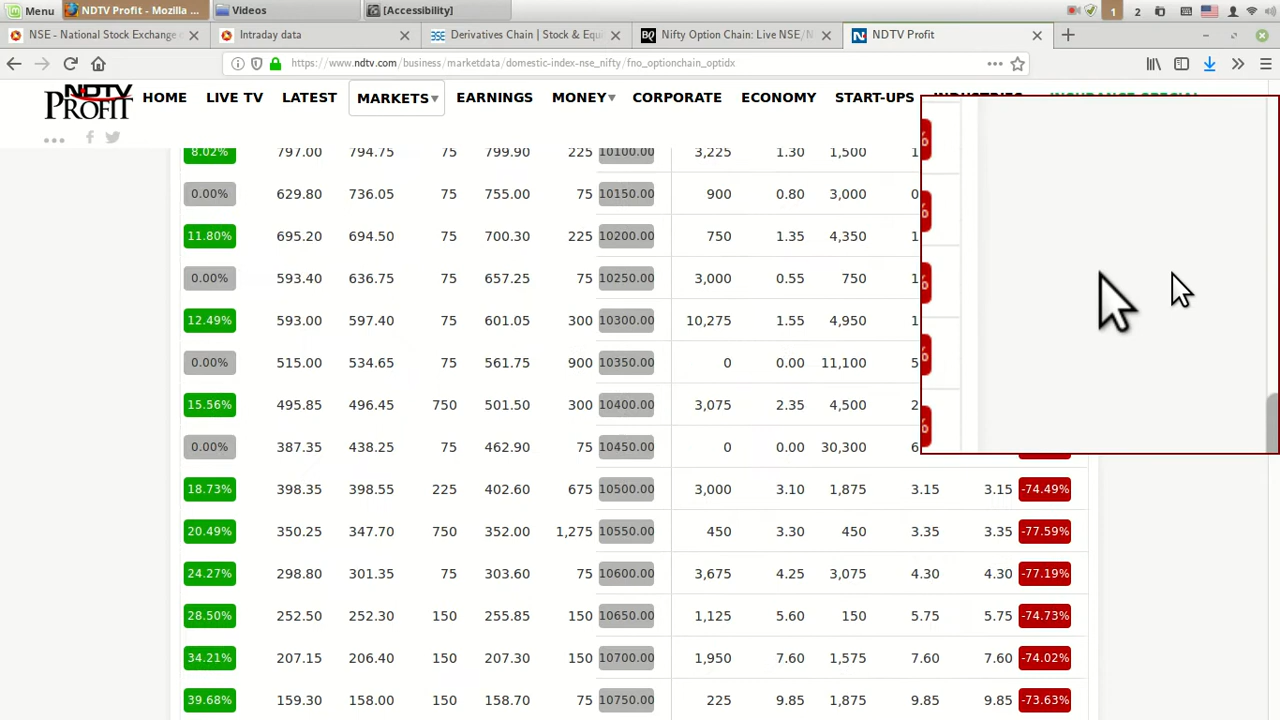 Menu NDTV Profit - Mozilla ... Videos [Accessibility] 1 2
NSE - National Stock Exchange Intraday data Derivatives Chain | Stock & Equ Nifty Option Chain: Live NSE/N NDTV Profit
https://www.ndtv.com/business/marketdata/domestic-index-nse_nifty/fno_optionchain_optidx
NDTV PROFIT HOME LIVE TV LATEST MARKETS EARNINGS MONEY CORPORATE ECONOMY START-UPS
8.02% 797.00 794.75 75 799.90 225 10100.00 3,225 1.30 1,500 1
0.00% 629.80 736.05 75 755.00 75 10150.00 900 0.80 3,000 0
11.80% 695.20 694.50 75 700.30 225 10200.00 750 1.35 4,350 1
0.00% 593.40 636.75 75 657.25 75 10250.00 3,000 0.55 750 1
12.49% 593.00 597.40 75 601.05 300 10300.00 10,275 1.55 4,950 1
0.00% 515.00 534.65 75 561.75 900 10350.00 0 0.00 11,100 5
15.56% 495.85 496.45 750 501.50 300 10400.00 3,075 2.35 4,500 2
0.00% 387.35 438.25 75 462.90 75 10450.00 0 0.00 30,300 6
18.73% 398.35 398.55 225 402.60 675 10500.00 3,000 3.10 1,875 3.15 3.15 -74.49%
20.49% 350.25 347.70 750 352.00 1,275 10550.00 450 3.30 450 3.35 3.35 -77.59%
24.27% 298.80 301.35 75 303.60 75 10600.00 3,675 4.25 3,075 4.30 4.30 -77.19%
28.50% 252.50 252.30 150 255.85 150 10650.00 1,125 5.60 150 5.75 5.75 -74.73%
34.21% 207.15 206.40 150 207.30 150 10700.00 1,950 7.60 1,575 7.60 7.60 -74.02%
39.68% 159.30 158.00 150 158.70 75 10750.00 225 9.85 1,875 9.85 9.85 -73.63%